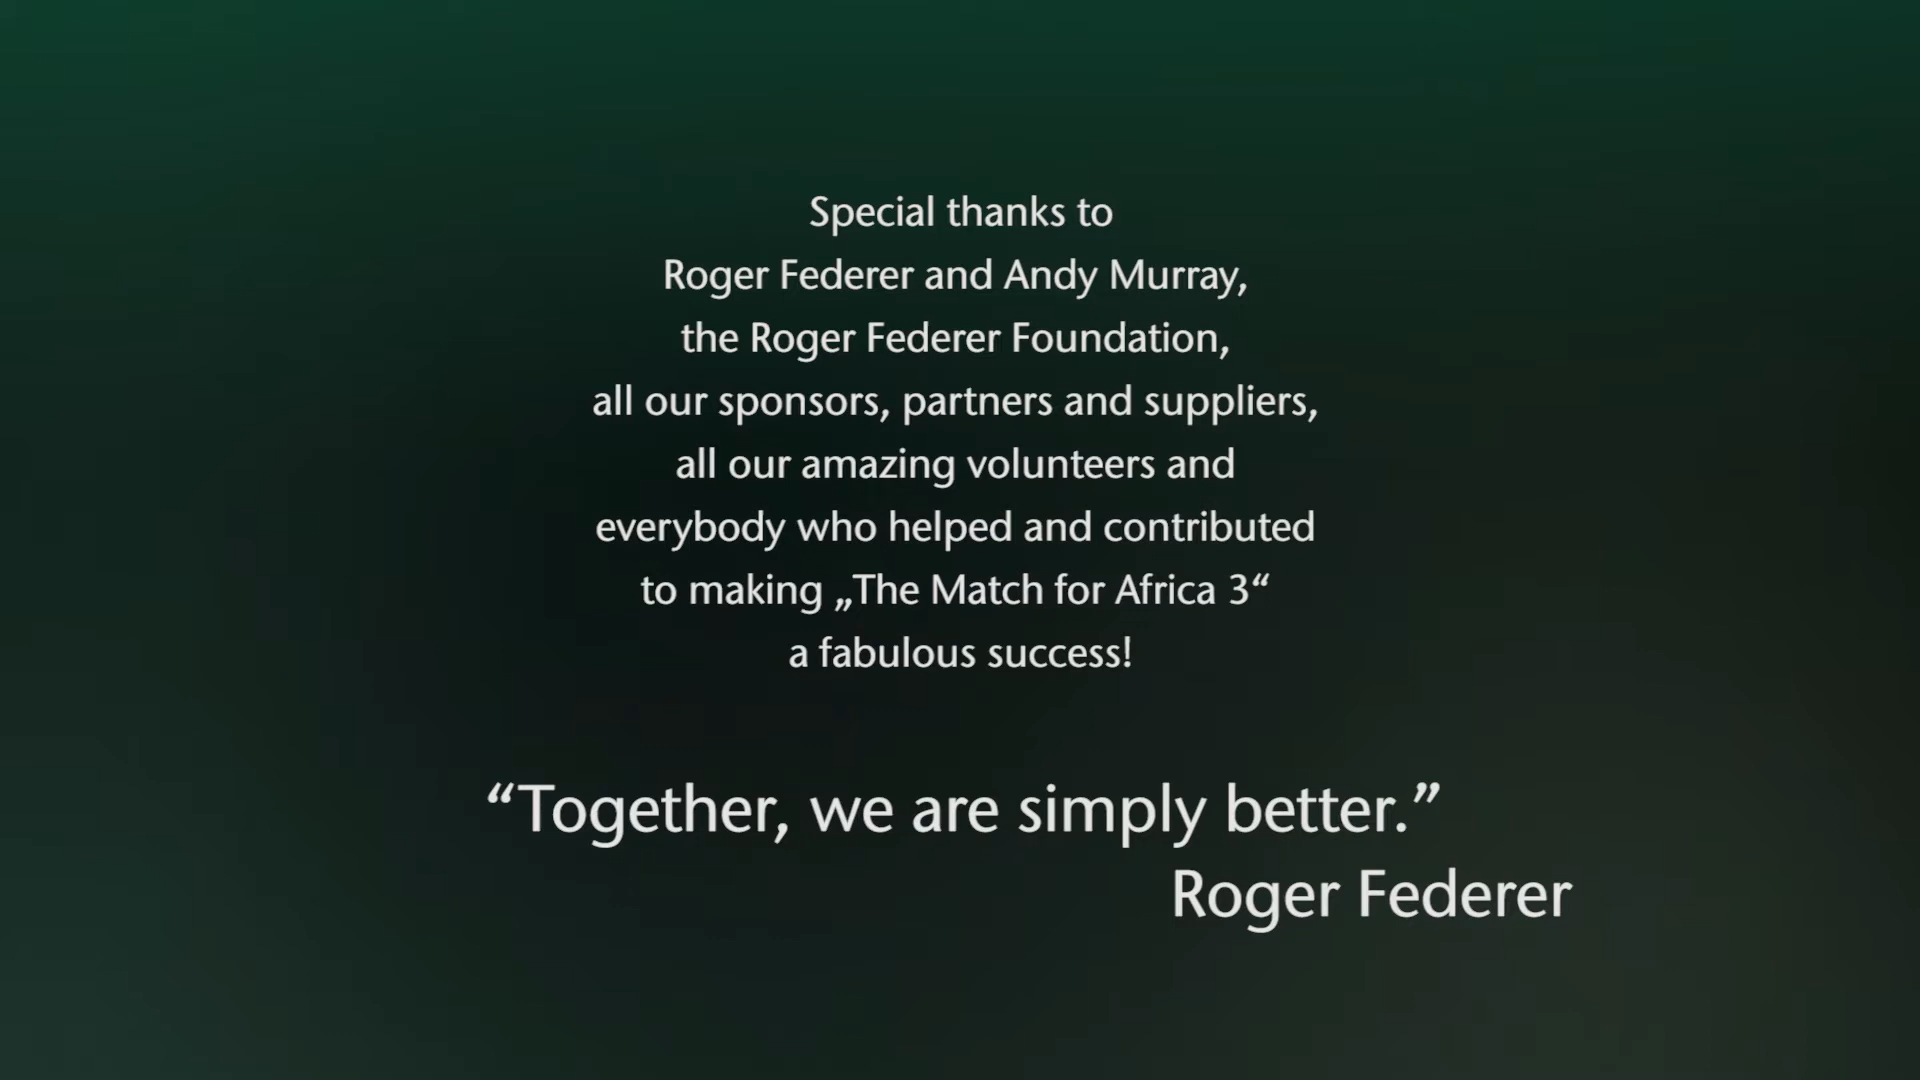 Special thanks to
Roger Federer and Andy Murray,
the Roger Federer Foundation,
all our sponsors, partners and suppliers,
all our amazing volunteers and
everybody who helped and contributed
to making „The Match for Africa 3“
a fabulous success!
“Together, we are simply better.”
Roger Federer